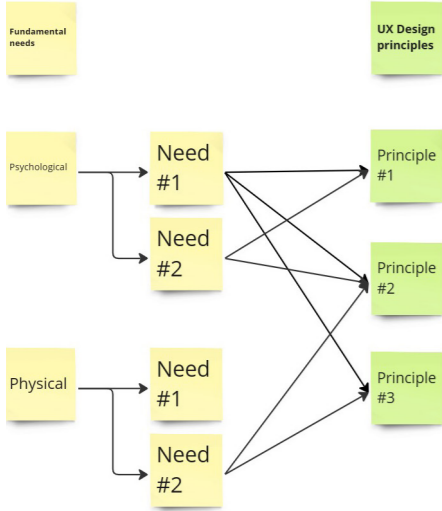 Fundamental
needs
UX Design
principles
Psychological
Need
#1
Need
#2
Principle
#1
Principle
#2
Physical
Need
#1
Need
#2
Principle
#3